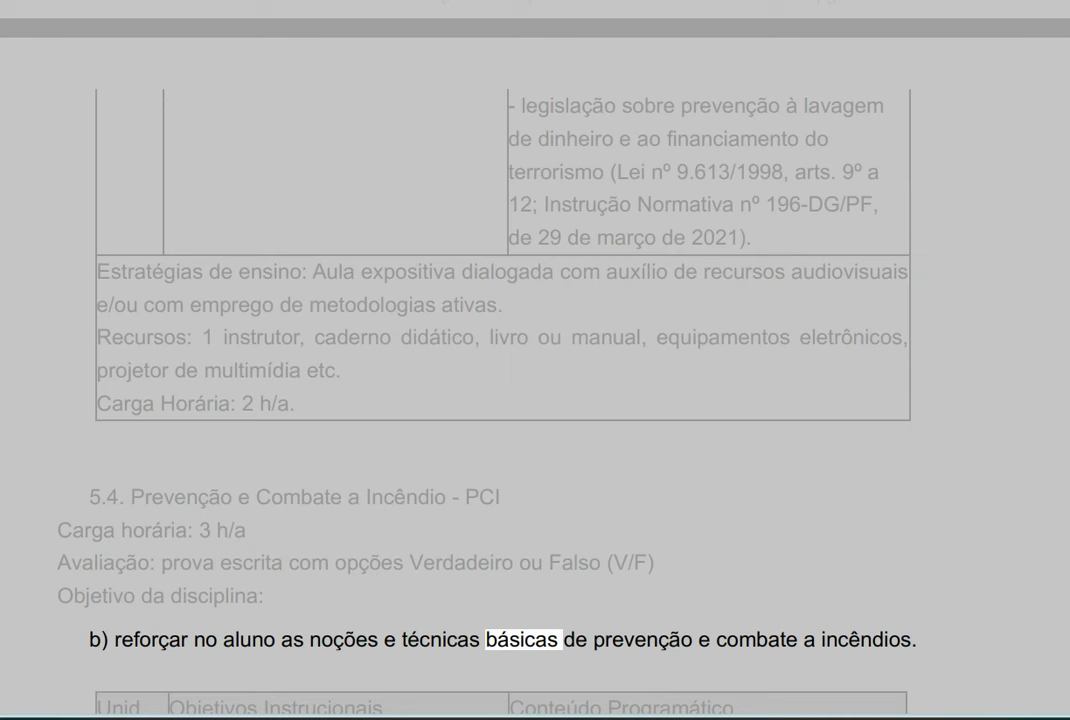 - legislação sobre prevenção à lavagem
de dinheiro e ao financiamento do
terrorismo (Lei nº 9.613/1998, arts. 9º a
12; Instrução Normativa nº 196-DG/PF,
de 29 de março de 2021).
Estratégias de ensino: Aula expositiva dialogada com auxílio de recursos audiovisuais
e/ou com emprego de metodologias ativas.
Recursos: 1 instrutor, caderno didático, livro ou manual, equipamentos eletrônicos,
projetor de multimídia etc.
Carga Horária: 2 h/a.
5.4. Prevenção e Combate a Incêndio - PCI
Carga horária: 3 h/a
Avaliação: prova escrita com opções Verdadeiro ou Falso (V/F)
Objetivo da disciplina:
b) reforçar no aluno as noções e técnicas básicas de prevenção e combate a incêndios.
Unid Objetivos Instrucionais Conteúdo Programático